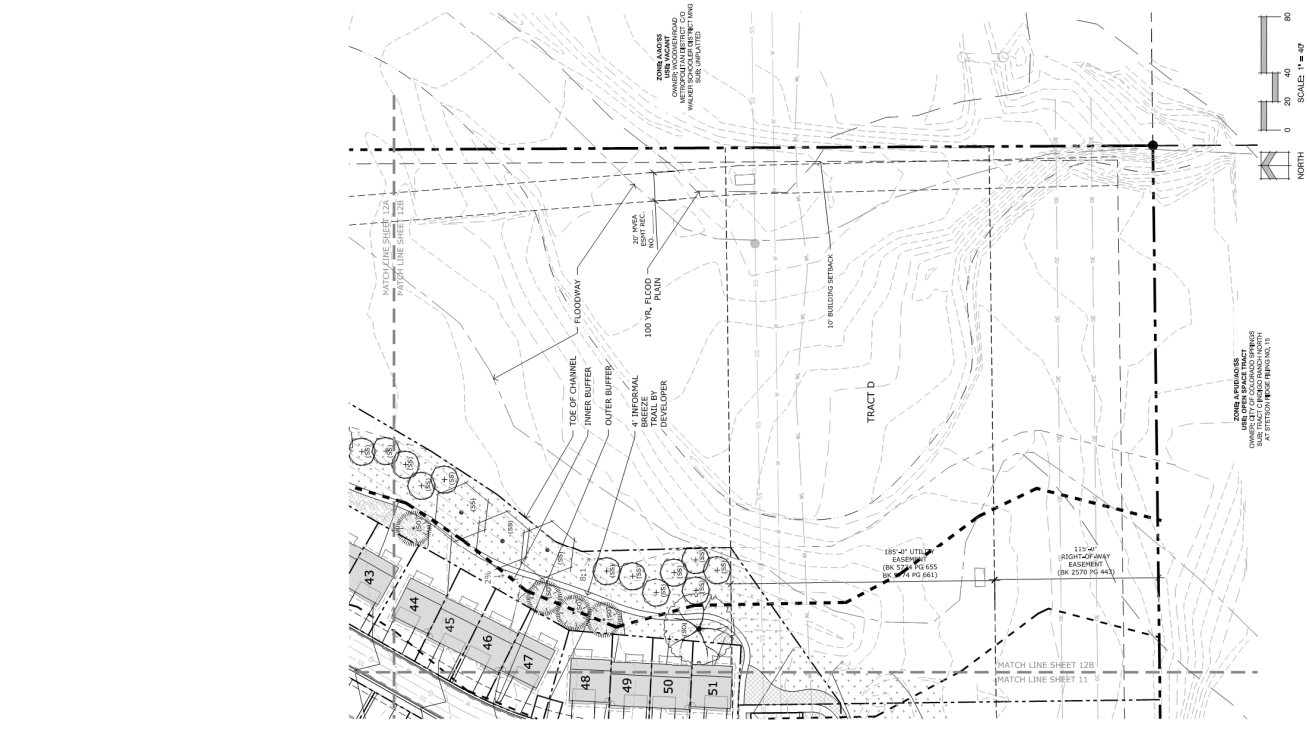 ZONE: A/AO/SS
USE: VACANT
OWNER: WOODMEN ROAD
METROPOLITAN DISTRICT C/O
WALKER SCHOOLER DISTRICT MNG
SUB: UNPLATTED
80
40
20
0
SCALE: 1" = 40'
NORTH
MATCH LINE SHEET 12A
MATCH LINE SHEET 12B
20' MVEA
ESMT REC.
NO.
FLOODWAY
100 YR. FLOOD
PLAIN
10' BUILDING SETBACK
TOE OF CHANNEL
INNER BUFFER
OUTER BUFFER
4' INFORMAL
BREEZE
TRAIL BY
DEVELOPER
TRACT D
ZONE: A/PUD/AO/SS
USE: OPEN SPACE TRACT
OWNER: CITY OF COLORADO SPRINGS
SUB: TRACT C INDIGO RANCH NORTH
AT STETSON RIDGE FILING NO. 15
185'-0" UTILITY
EASEMENT
(BK 5774 PG 655
BK 5774 PG 661)
115'-0"
RIGHT-OF-WAY
EASEMENT
(BK 2570 PG 443)
43
44
45
46
47
48
49
50
51
MATCH LINE SHEET 12B
MATCH LINE SHEET 11